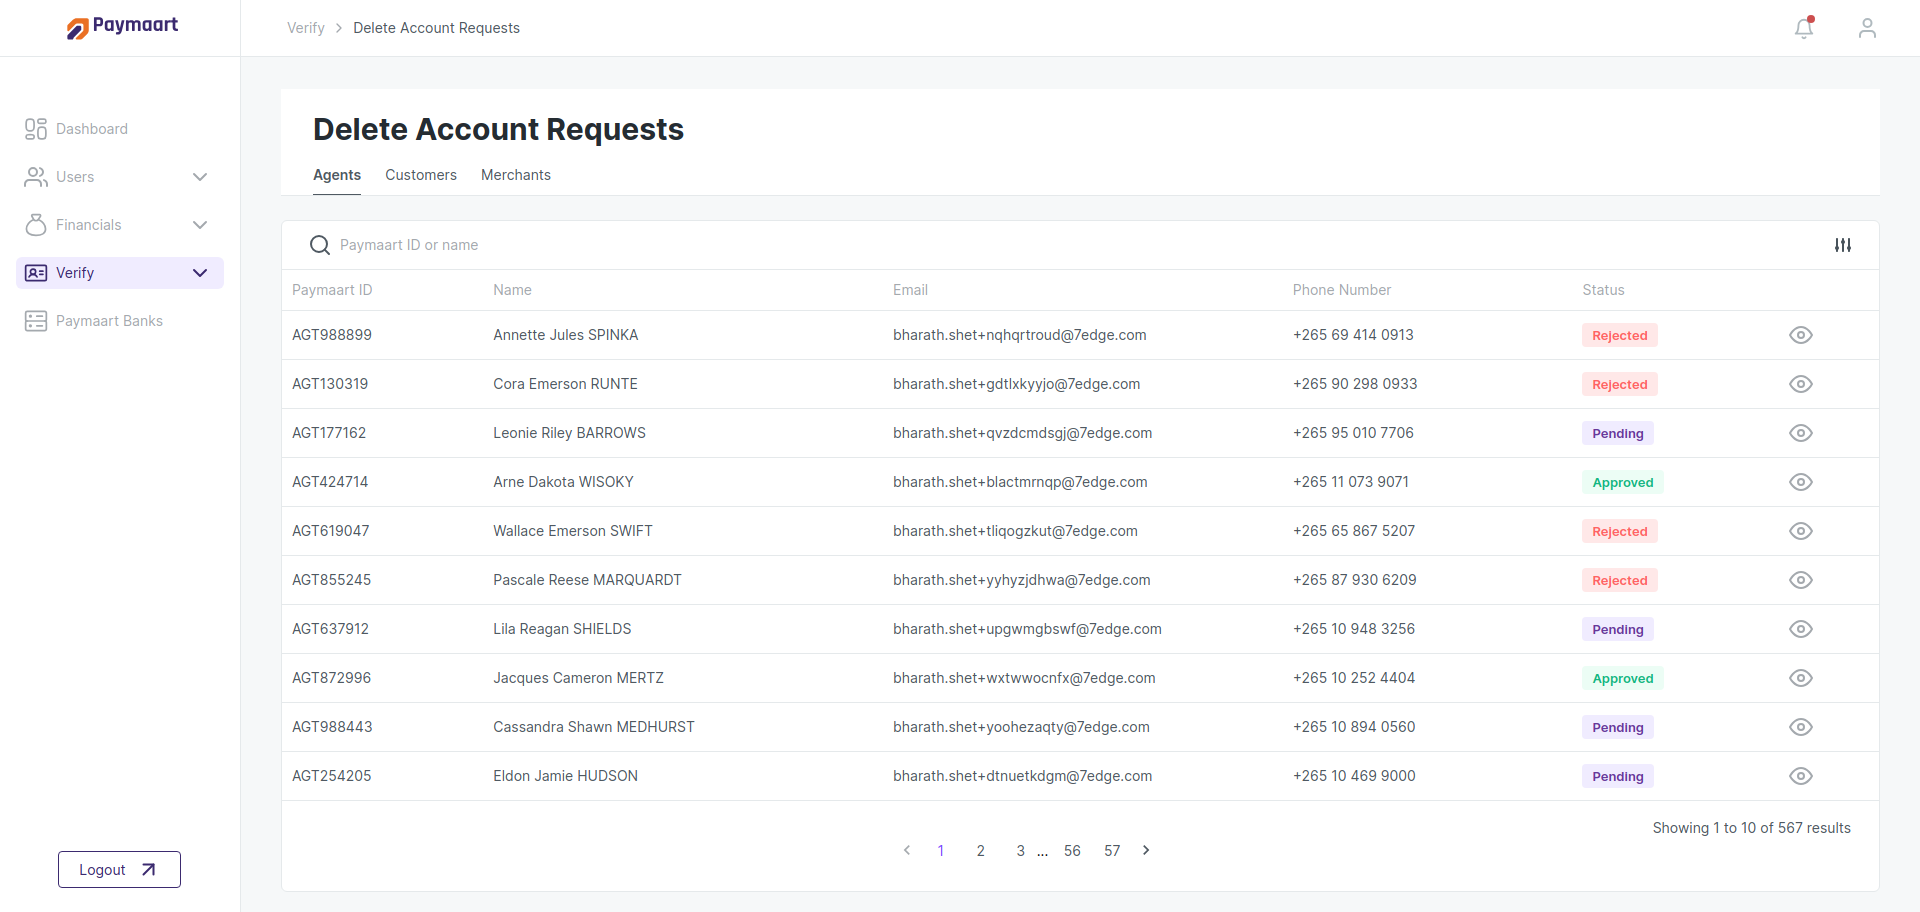 Paymaart
Verify > Delete Account Requests
Dashboard
Users
Financials
Verify
Paymaart Banks
Logout
Delete Account Requests
Agents Customers Merchants
Paymaart ID or name
Paymaart ID Name Email Phone Number Status
AGT988899 Annette Jules SPINKA bharath.shet+nqhqrtroud@7edge.com +265 69 414 0913 Rejected
AGT130319 Cora Emerson RUNTE bharath.shet+gdtlxkyyjo@7edge.com +265 90 298 0933 Rejected
AGT177162 Leonie Riley BARROWS bharath.shet+qvzdcmdsgj@7edge.com +265 95 010 7706 Pending
AGT424714 Arne Dakota WISOKY bharath.shet+blactmrnqp@7edge.com +265 11 073 9071 Approved
AGT619047 Wallace Emerson SWIFT bharath.shet+tliqogzkut@7edge.com +265 65 867 5207 Rejected
AGT855245 Pascale Reese MARQUARDT bharath.shet+yyhyzjdhwa@7edge.com +265 87 930 6209 Rejected
AGT637912 Lila Reagan SHIELDS bharath.shet+upgwmgbswf@7edge.com +265 10 948 3256 Pending
AGT872996 Jacques Cameron MERTZ bharath.shet+wxtwwocnfx@7edge.com +265 10 252 4404 Approved
AGT988443 Cassandra Shawn MEDHURST bharath.shet+yoohezaqty@7edge.com +265 10 894 0560 Pending
AGT254205 Eldon Jamie HUDSON bharath.shet+dtnuetkdgm@7edge.com +265 10 469 9000 Pending
Showing 1 to 10 of 567 results
< 1 2 3 ... 56 57 >